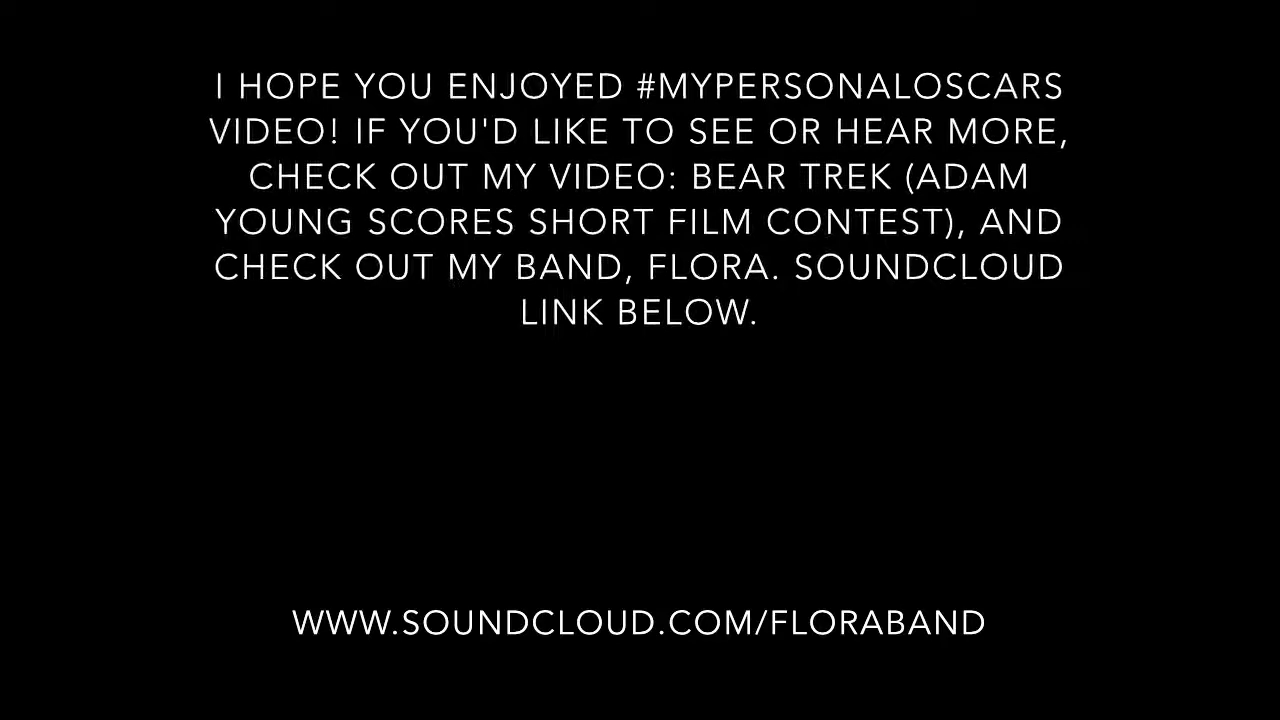 I HOPE YOU ENJOYED #MYPERSONALOSCARS
VIDEO! IF YOU'D LIKE TO SEE OR HEAR MORE,
CHECK OUT MY VIDEO: BEAR TREK (ADAM
YOUNG SCORES SHORT FILM CONTEST), AND
CHECK OUT MY BAND, FLORA. SOUNDCLOUD
LINK BELOW.
WWW.SOUNDCLOUD.COM/FLORABAND